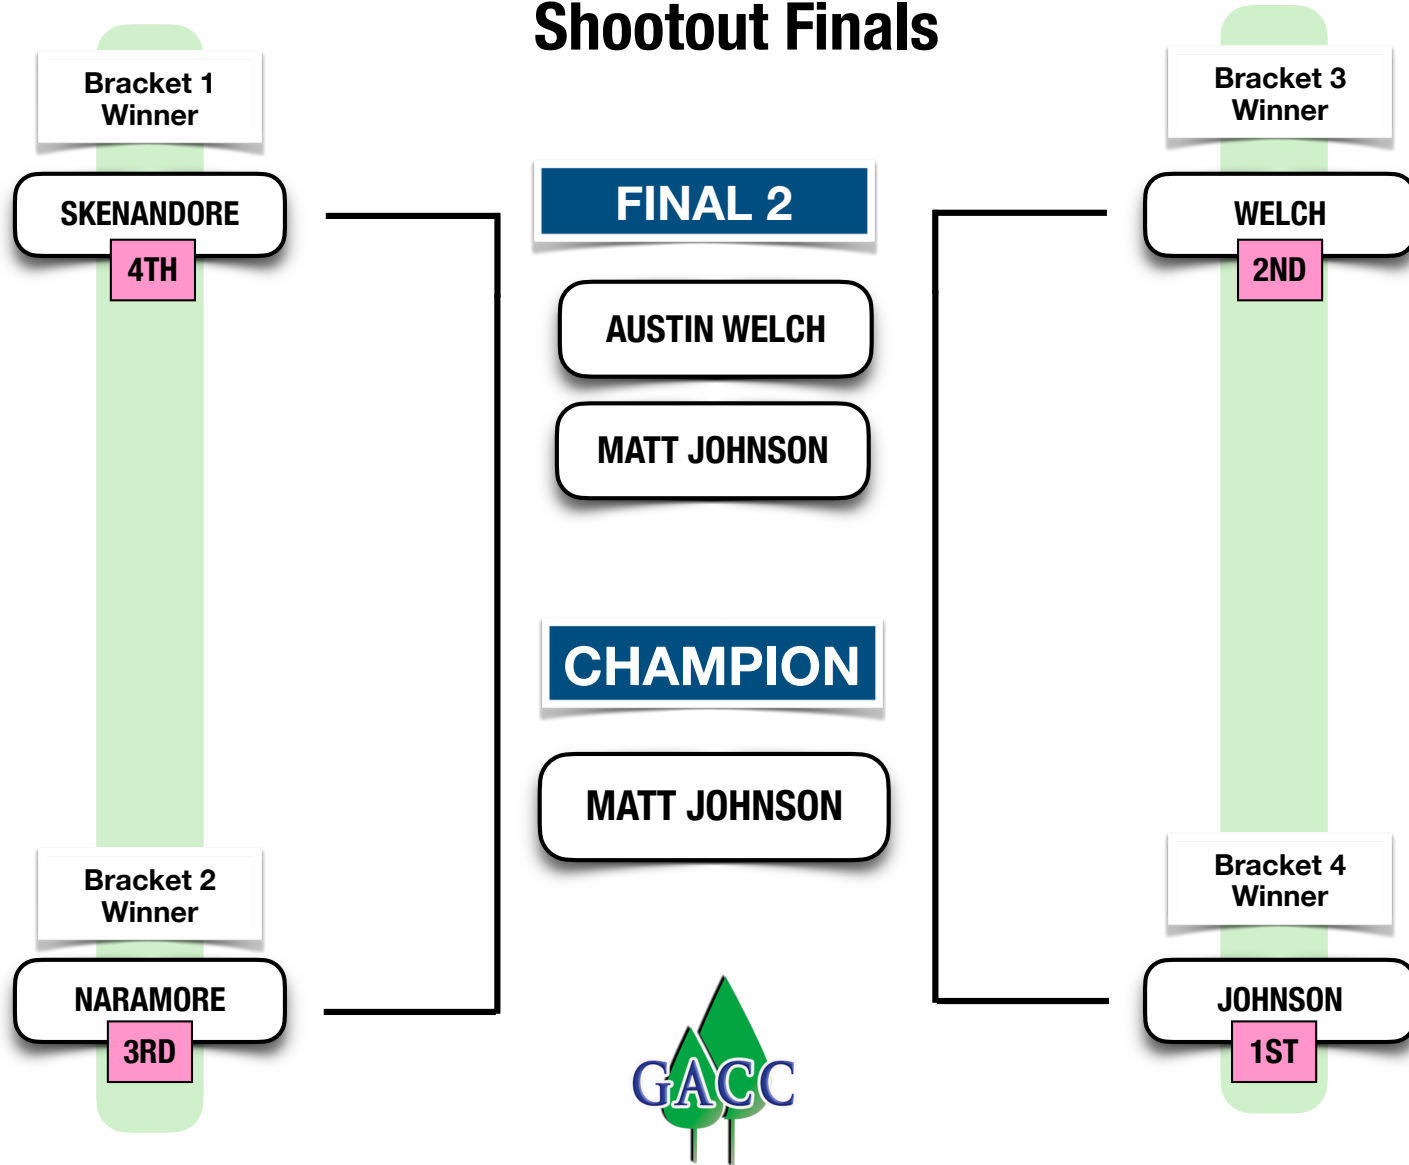 Shootout Finals
Bracket 1
Winner
SKENANDORE
4TH
Bracket 2
Winner
NARAMORE
3RD
FINAL 2
AUSTIN WELCH
MATT JOHNSON
CHAMPION
MATT JOHNSON
GACC
Bracket 3
Winner
WELCH
2ND
Bracket 4
Winner
JOHNSON
1ST